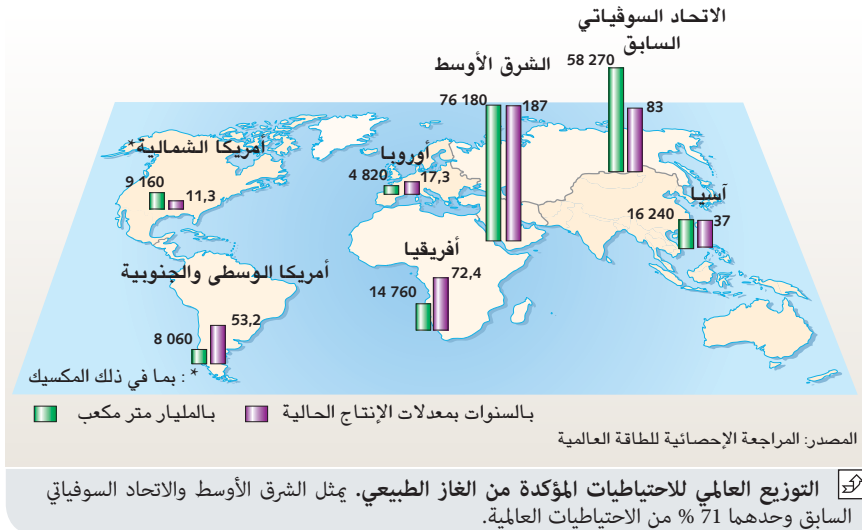 الاتحاد السوڤياتي
السابق
58 270
83
الشرق الأوسط
76 180
187
أمريكا الشمالية*
9 160
11,3
أوروبا
4 820
17,3
آسيا
16 240
37
أفريقيا
72,4
14 760
أمريكا الوسطى والجنوبية
53,2
8 060
* : بما في ذلك المكسيك
بالسنوات بمعدلات الإنتاج الحالية
بالمليار متر مكعب
المصدر: المراجعة الإحصائية للطاقة العالمية
التوزيع العالمي للاحتياطيات المؤكدة من الغاز الطبيعي. يمثل الشرق الأوسط والاتحاد السوفياتي
السابق وحدهما 71 % من الاحتياطيات العالمية.